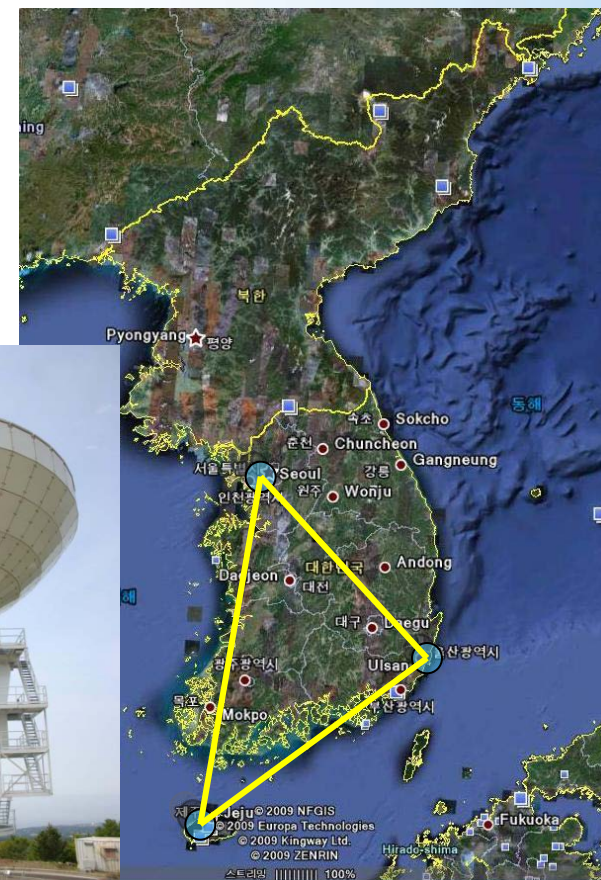 ning
북한
Pyongyang
평양
동해
속초 Sokcho
춘천 Chuncheon
강릉 Gangneung
서울특별 Seoul
인천광역시
원주 Wonju
해
대한민국 Andong
Daejeon
대전
대구 Daegu
Ulsan
산광역시
광주광역시
부산광역시
목포
Mokpo
Jeju © 2009 NFGIS
© 2009 Europa Technologies
© 2009 Kingway Ltd.
© 2009 ZENRIN
Fukuoka
Hirado-shima
스트리밍 |||||||||| 100%